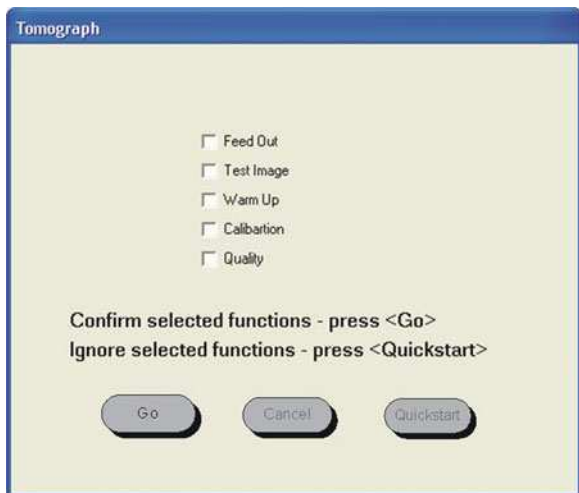 Tomograph
Feed Out
Test Image
Warm Up
Calibartion
Quality
Confirm selected functions - press <Go>
Ignore selected functions - press <Quickstart>
Go Cancel Quickstart